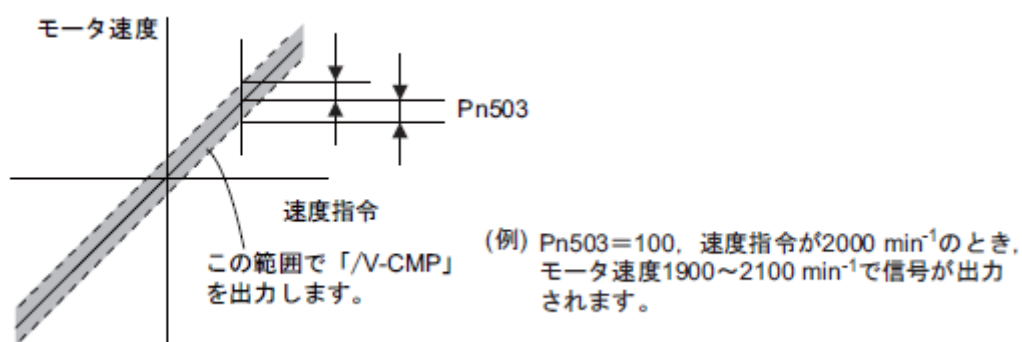 モータ速度
Pn503
速度指令
この範囲で「/V-CMP」
を出力します。
(例) Pn503＝100，速度指令が2000 min⁻¹のとき，
モータ速度1900～2100 min⁻¹で信号が出力
されます。